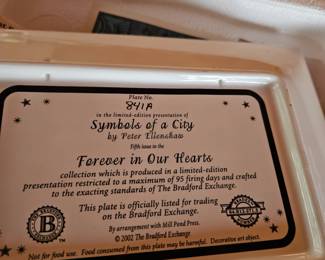 Plate No.
841A
in the limited-edition presentation of
Symbols of a City
by Peter Ellenshaw
Fifth issue in the
Forever in Our Hearts
collection which is produced in a limited-edition
presentation restricted to a maximum of 95 firing days and crafted
to the exacting standards of The Bradford Exchange.
This plate is officially listed for trading
on the Bradford Exchange.
By arrangement with Mill Pond Press.
© 2002 The Bradford Exchange.
B
TM
Not for food use. Food consumed from this plate may be harmful. Decorative art object.